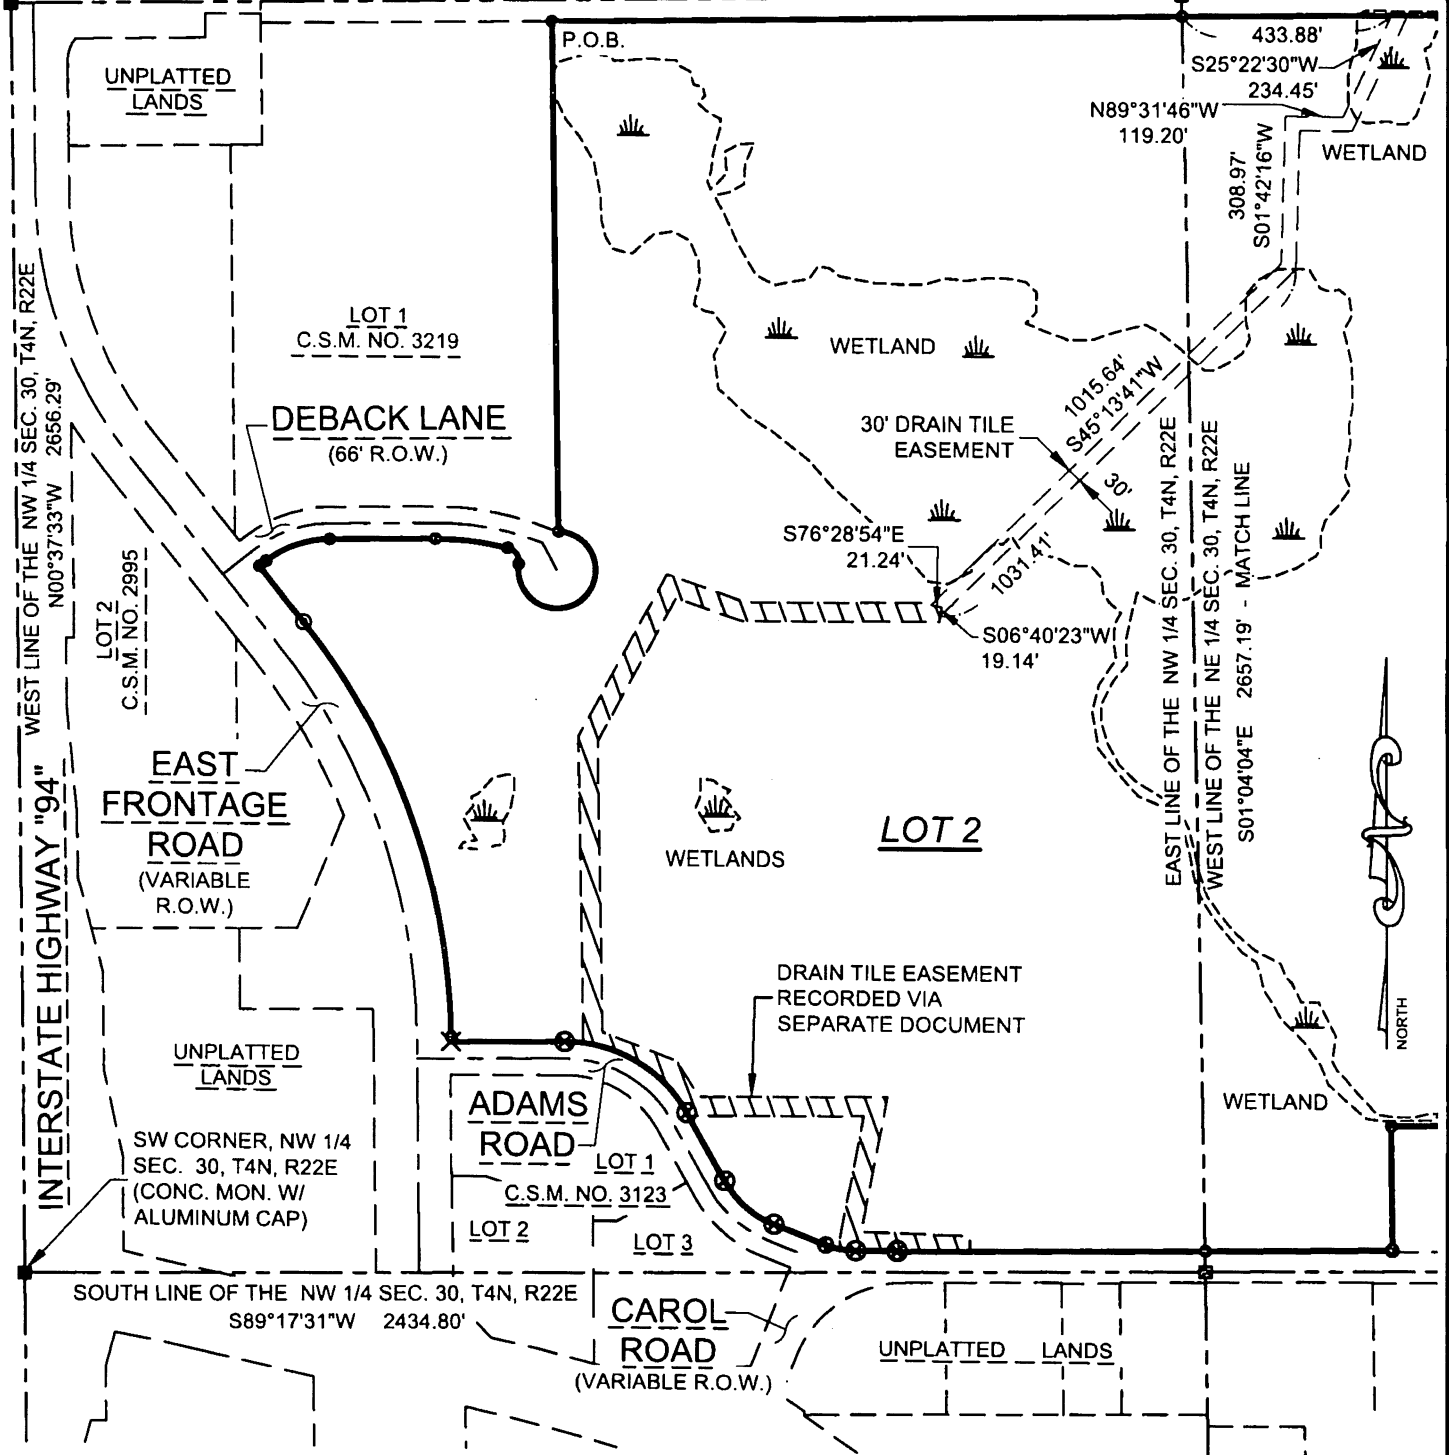 P.O.B.
433.88'
S25°22'30"W
234.45'
N89°31'46"W
119.20'
WETLAND
308.97'
S01°42'16"W
UNPLATTED
LANDS
LOT 1
C.S.M. NO. 3219
WETLAND
DEBACK LANE
(66' R.O.W.)
30' DRAIN TILE
EASEMENT
1015.64'
S45°13'41"W
30'
1031.41'
S76°28'54"E
21.24'
S06°40'23"W
19.14'
WEST LINE OF THE NW 1/4 SEC. 30, T4N, R22E
N00°37'33"W 2656.29'
LOT 2
C.S.M. NO. 2995
EAST LINE OF THE NW 1/4 SEC. 30, T4N, R22E
WEST LINE OF THE NE 1/4 SEC. 30, T4N, R22E
S01°04'04"E 2657.19' - MATCH LINE
EAST
FRONTAGE
ROAD
(VARIABLE
R.O.W.)
INTERSTATE HIGHWAY "94"
WETLANDS
LOT 2
NORTH
DRAIN TILE EASEMENT
RECORDED VIA
SEPARATE DOCUMENT
UNPLATTED
LANDS
ADAMS
ROAD
WETLAND
SW CORNER, NW 1/4
SEC. 30, T4N, R22E
(CONC. MON. W/
ALUMINUM CAP)
LOT 1
C.S.M. NO. 3123
LOT 2
LOT 3
SOUTH LINE OF THE NW 1/4 SEC. 30, T4N, R22E
S89°17'31"W 2434.80'
CAROL
ROAD
(VARIABLE R.O.W.)
UNPLATTED LANDS